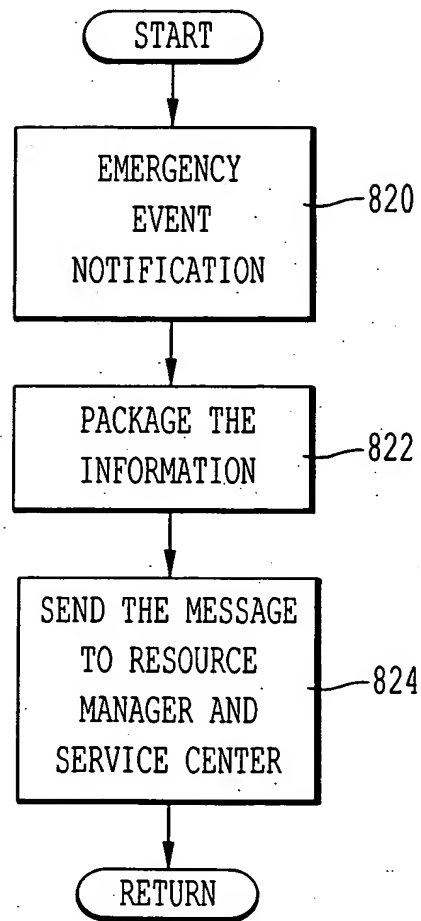 START
EMERGENCY
EVENT
NOTIFICATION
820
PACKAGE THE
INFORMATION
822
SEND THE MESSAGE
TO RESOURCE
MANAGER AND
SERVICE CENTER
824
RETURN